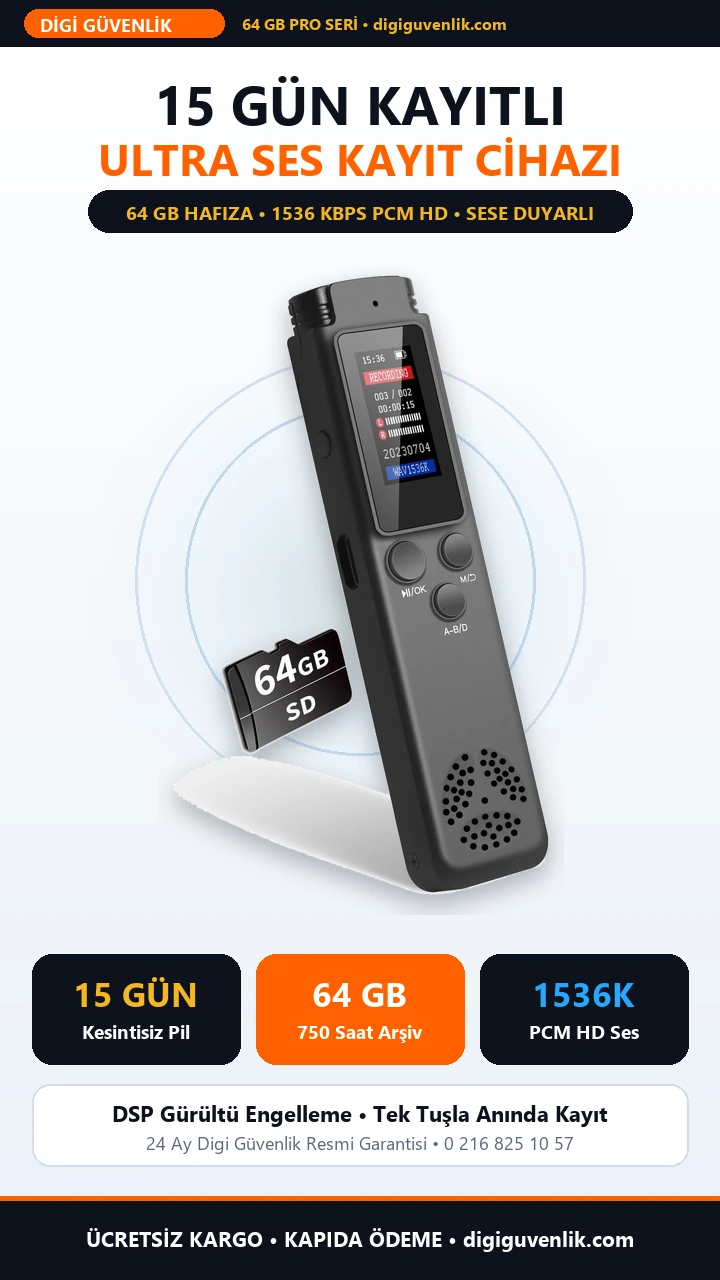 DİGİ GÜVENLİK
64 GB PRO SERİ • digiguvenlik.com
15 GÜN KAYITLI
ULTRA SES KAYIT CİHAZI
64 GB HAFIZA • 1536 KBPS PCM HD • SESE DUYARLI
15:36
RECORDING
003 / 002
00:00:15
L
R
20230704
WAV1536K
▶II/OK
M/⊃
A–B/D
64GB
SD
15 GÜN
Kesintisiz Pil
64 GB
750 Saat Arşiv
1536K
PCM HD Ses
DSP Gürültü Engelleme • Tek Tuşla Anında Kayıt
24 Ay Digi Güvenlik Resmi Garantisi • 0 216 825 10 57
ÜCRETSİZ KARGO • KAPIDA ÖDEME • digiguvenlik.com